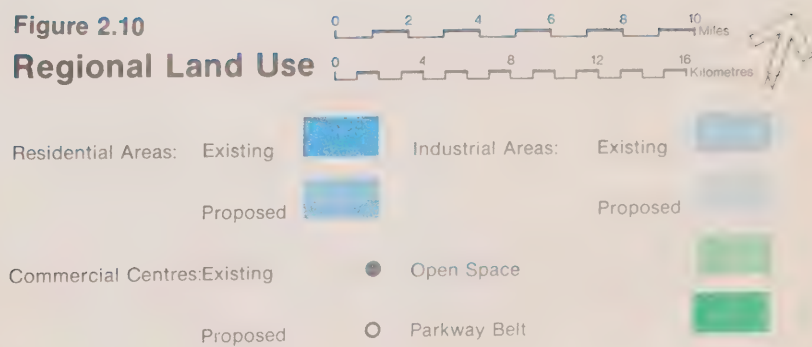 Figure 2.10
Regional Land Use
0 2 4 6 8 10 Miles
0 4 8 12 16 Kilometres
Residential Areas: Existing
Proposed
Industrial Areas: Existing
Proposed
Commercial Centres: Existing
Proposed
Open Space
Parkway Belt